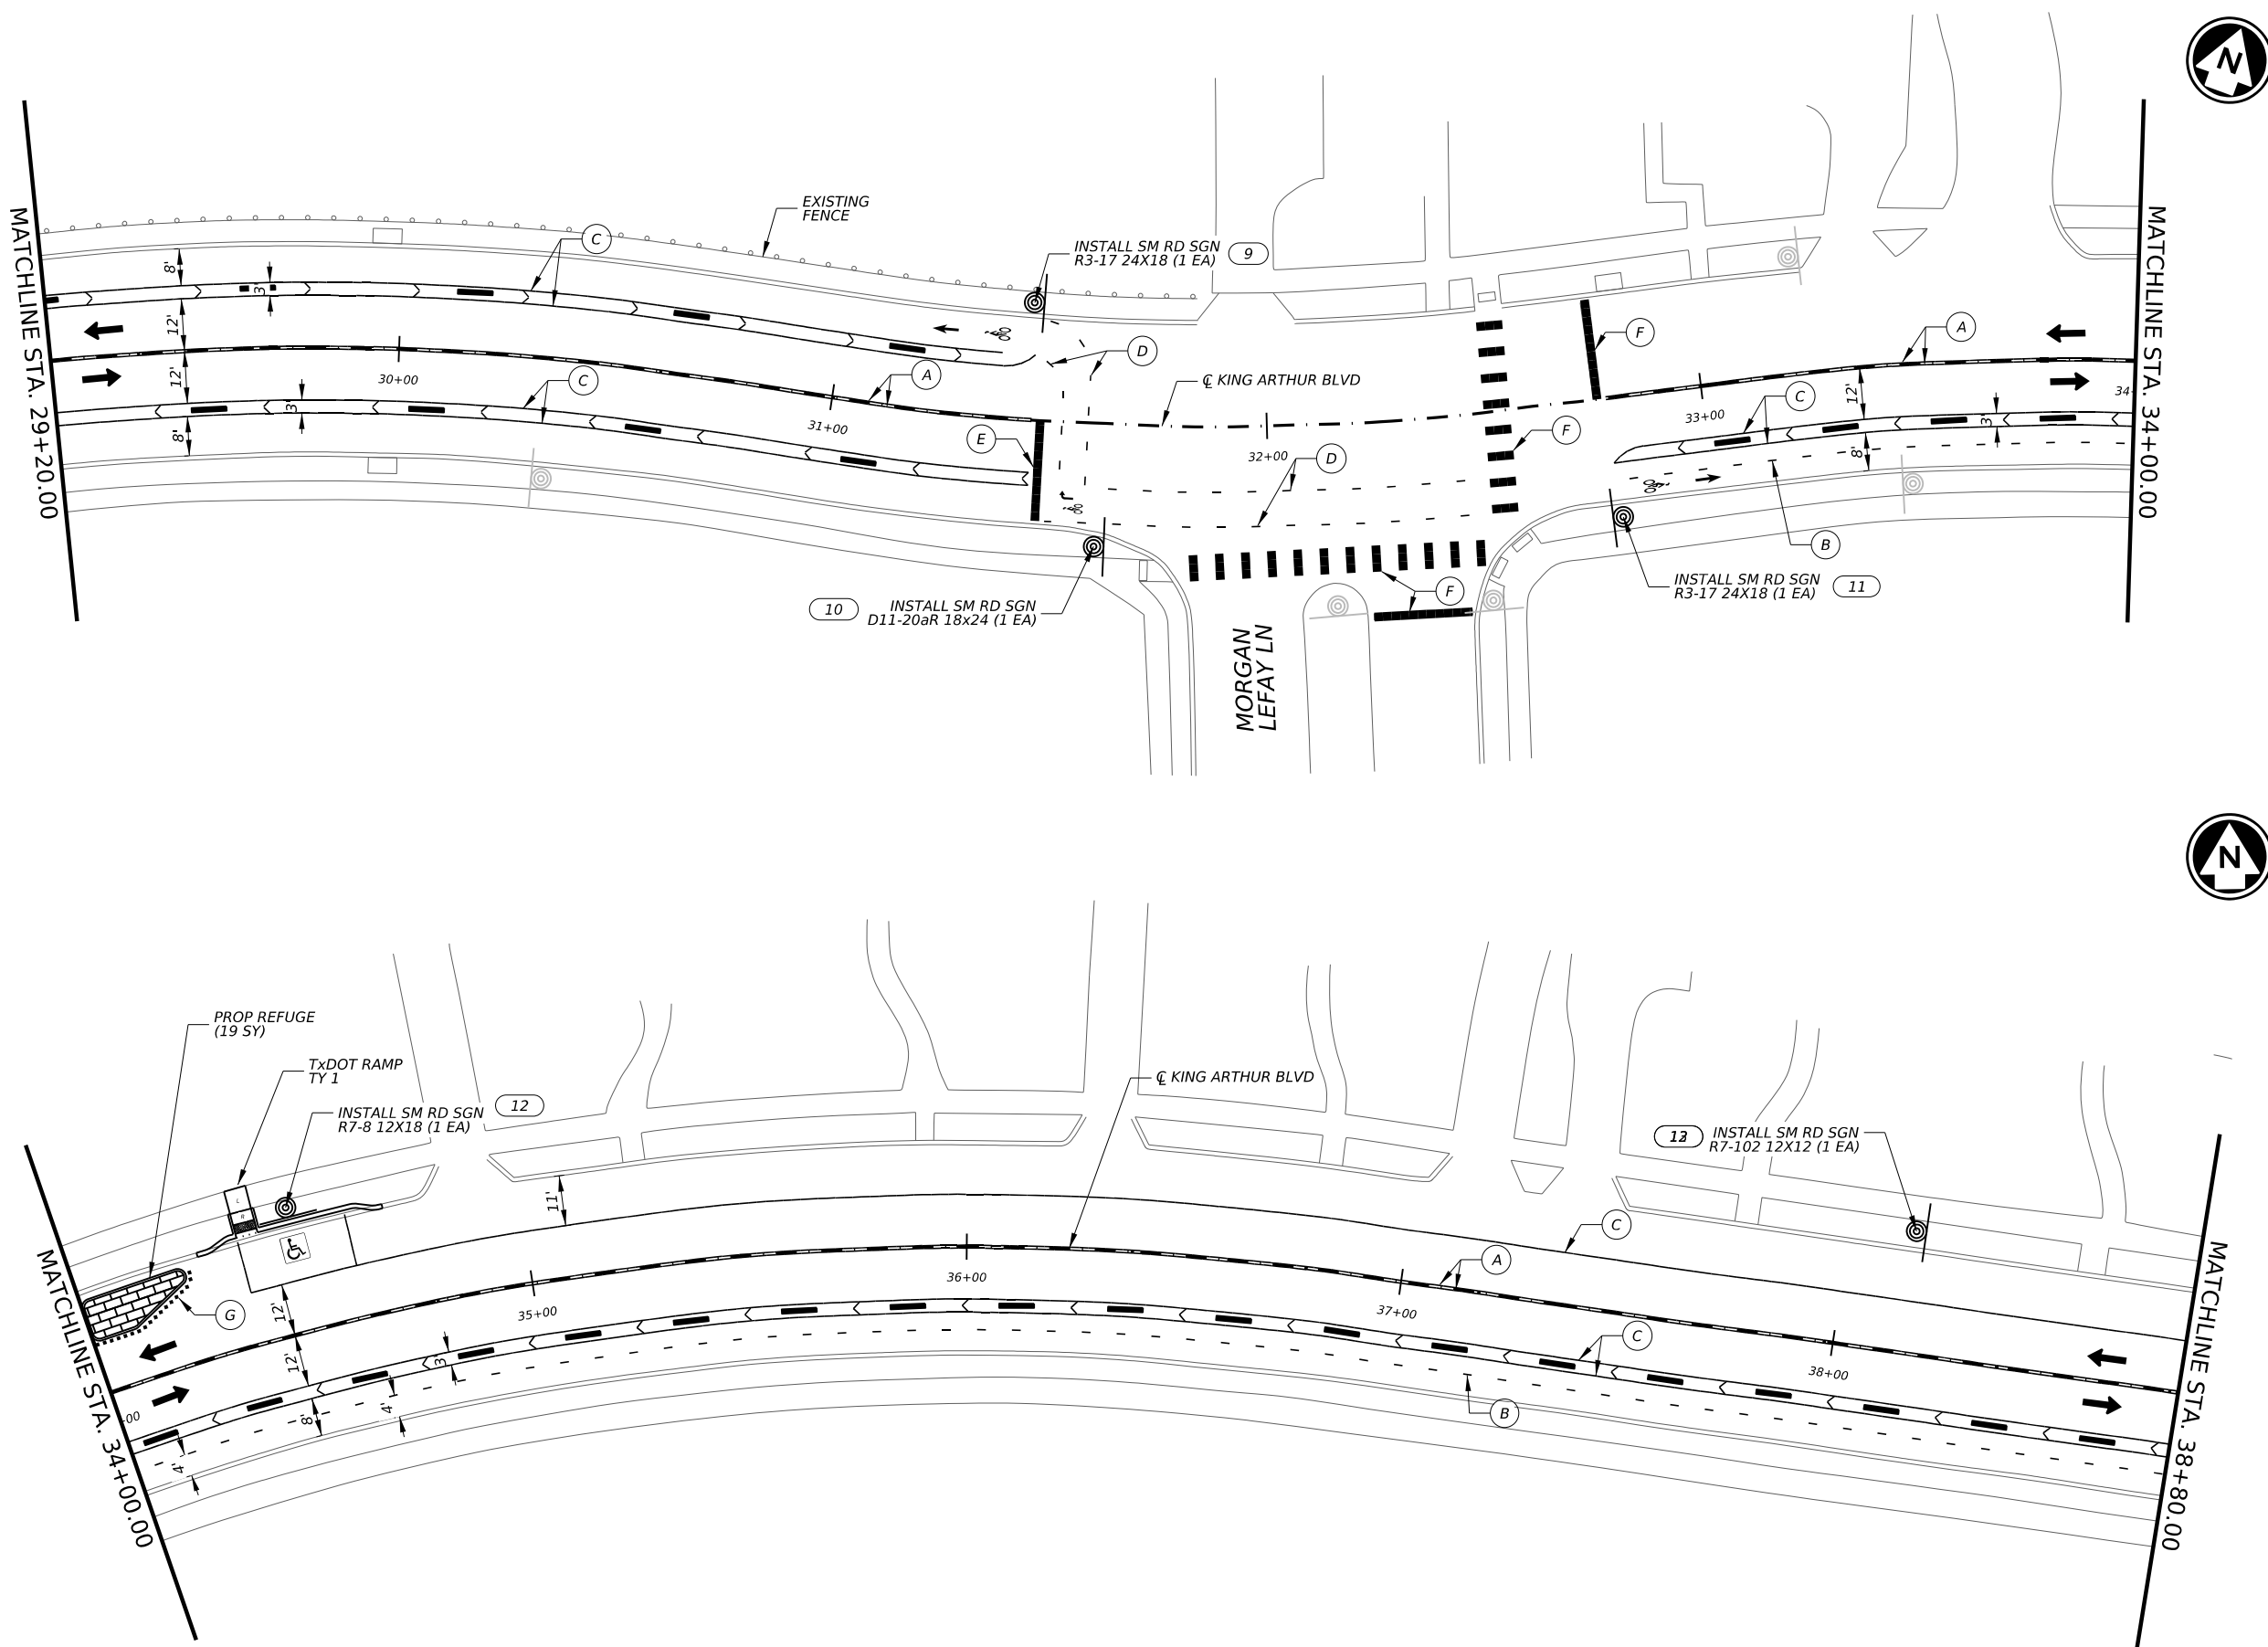 N
MATCHLINE STA. 29+20.00
EXISTING
FENCE
C
INSTALL SM RD SGN
R3-17 24X18 (1 EA)
9
8'
3'
12'
12'
3'
8'
30+00
C
A
31+00
D
E
℄ KING ARTHUR BLVD
32+00
D
F
F
F
A
33+00
12'
C
3'
8'
34
B
MATCHLINE STA. 34+00.00
10
INSTALL SM RD SGN
D11-20aR 18x24 (1 EA)
INSTALL SM RD SGN
R3-17 24X18 (1 EA)
11
MORGAN
LEFAY LN
N
MATCHLINE STA. 34+00.00
PROP REFUGE
(19 SY)
TxDOT RAMP
TY 1
INSTALL SM RD SGN
R7-8 12X18 (1 EA)
12
G
11'
℄ KING ARTHUR BLVD
INSTALL SM RD SGN
R7-102 12X12 (1 EA)
C
A
12'
12'
35+00
36+00
37+00
38+00
3'
4'
8'
4'
+00
C
B
MATCHLINE STA. 38+80.00